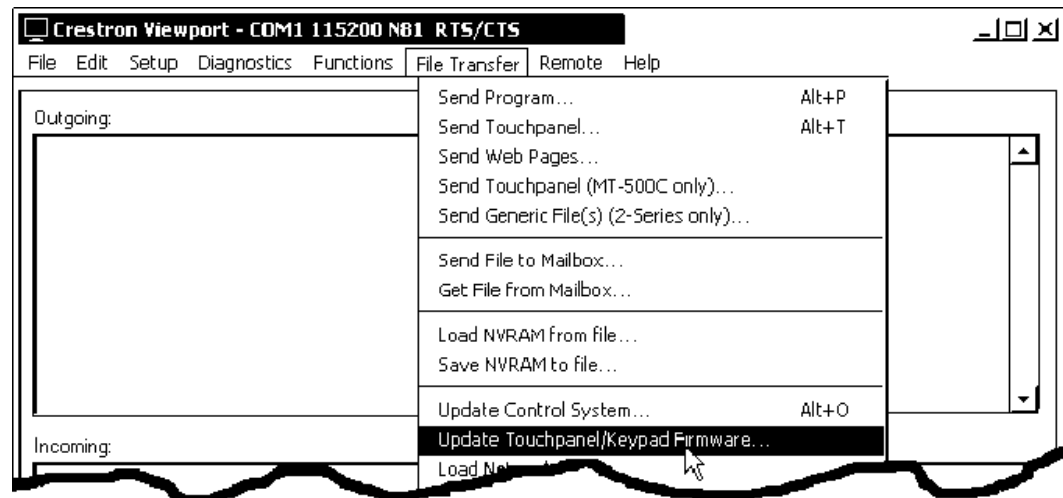 Crestron Viewport - COM1 115200 N81 RTS/CTS
File Edit Setup Diagnostics Functions File Transfer Remote Help
Outgoing:
Send Program... Alt+P
Send Touchpanel... Alt+T
Send Web Pages...
Send Touchpanel (MT-500C only)...
Send Generic File(s) (2-Series only)...
Send File to Mailbox...
Get File from Mailbox...
Load NVRAM from file...
Save NVRAM to file...
Update Control System... Alt+O
Update Touchpanel/Keypad Firmware...
Load
Incoming: